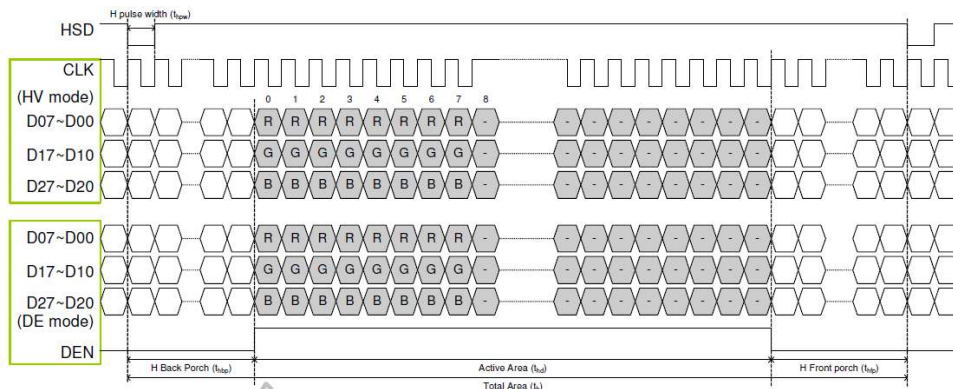 H pulse width (thpw)
HSD
CLK
(HV mode)
0 1 2 3 4 5 6 7 8
D07~D00 R R R R R R R R - - - - - - - - -
D17~D10 G G G G G G G G - - - - - - - - -
D27~D20 B B B B B B B B - - - - - - - - -
D07~D00 R R R R R R R R - - - - - - - - -
D17~D10 G G G G G G G G - - - - - - - - -
D27~D20 B B B B B B B B - - - - - - - - -
(DE mode)
DEN
H Back Porch (thbp) Active Area (thd) H Front porch (thfp)
Total Area (th)